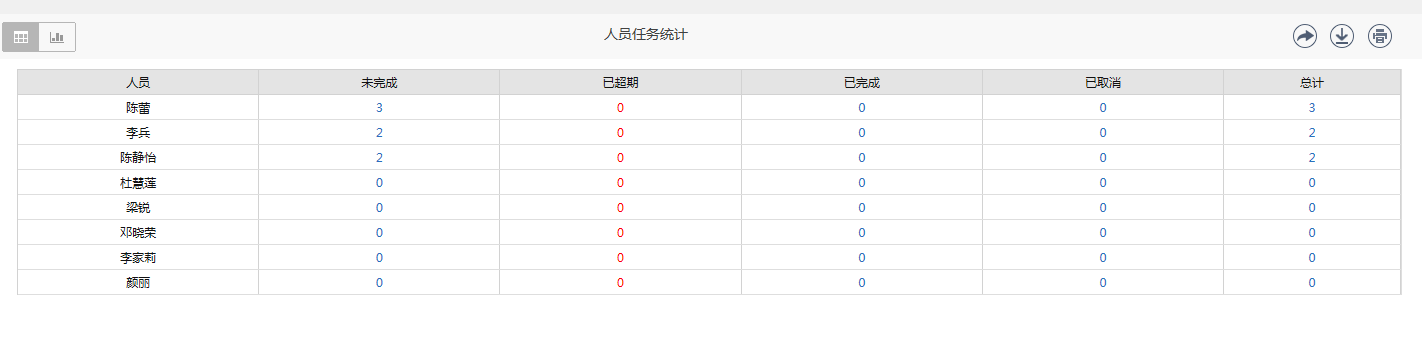 人员任务统计
人员 未完成 已超期 已完成 已取消 总计
陈蕾 3 0 0 0 3
李兵 2 0 0 0 2
陈静怡 2 0 0 0 2
杜慧莲 0 0 0 0 0
梁锐 0 0 0 0 0
邓晓荣 0 0 0 0 0
李家莉 0 0 0 0 0
颜丽 0 0 0 0 0